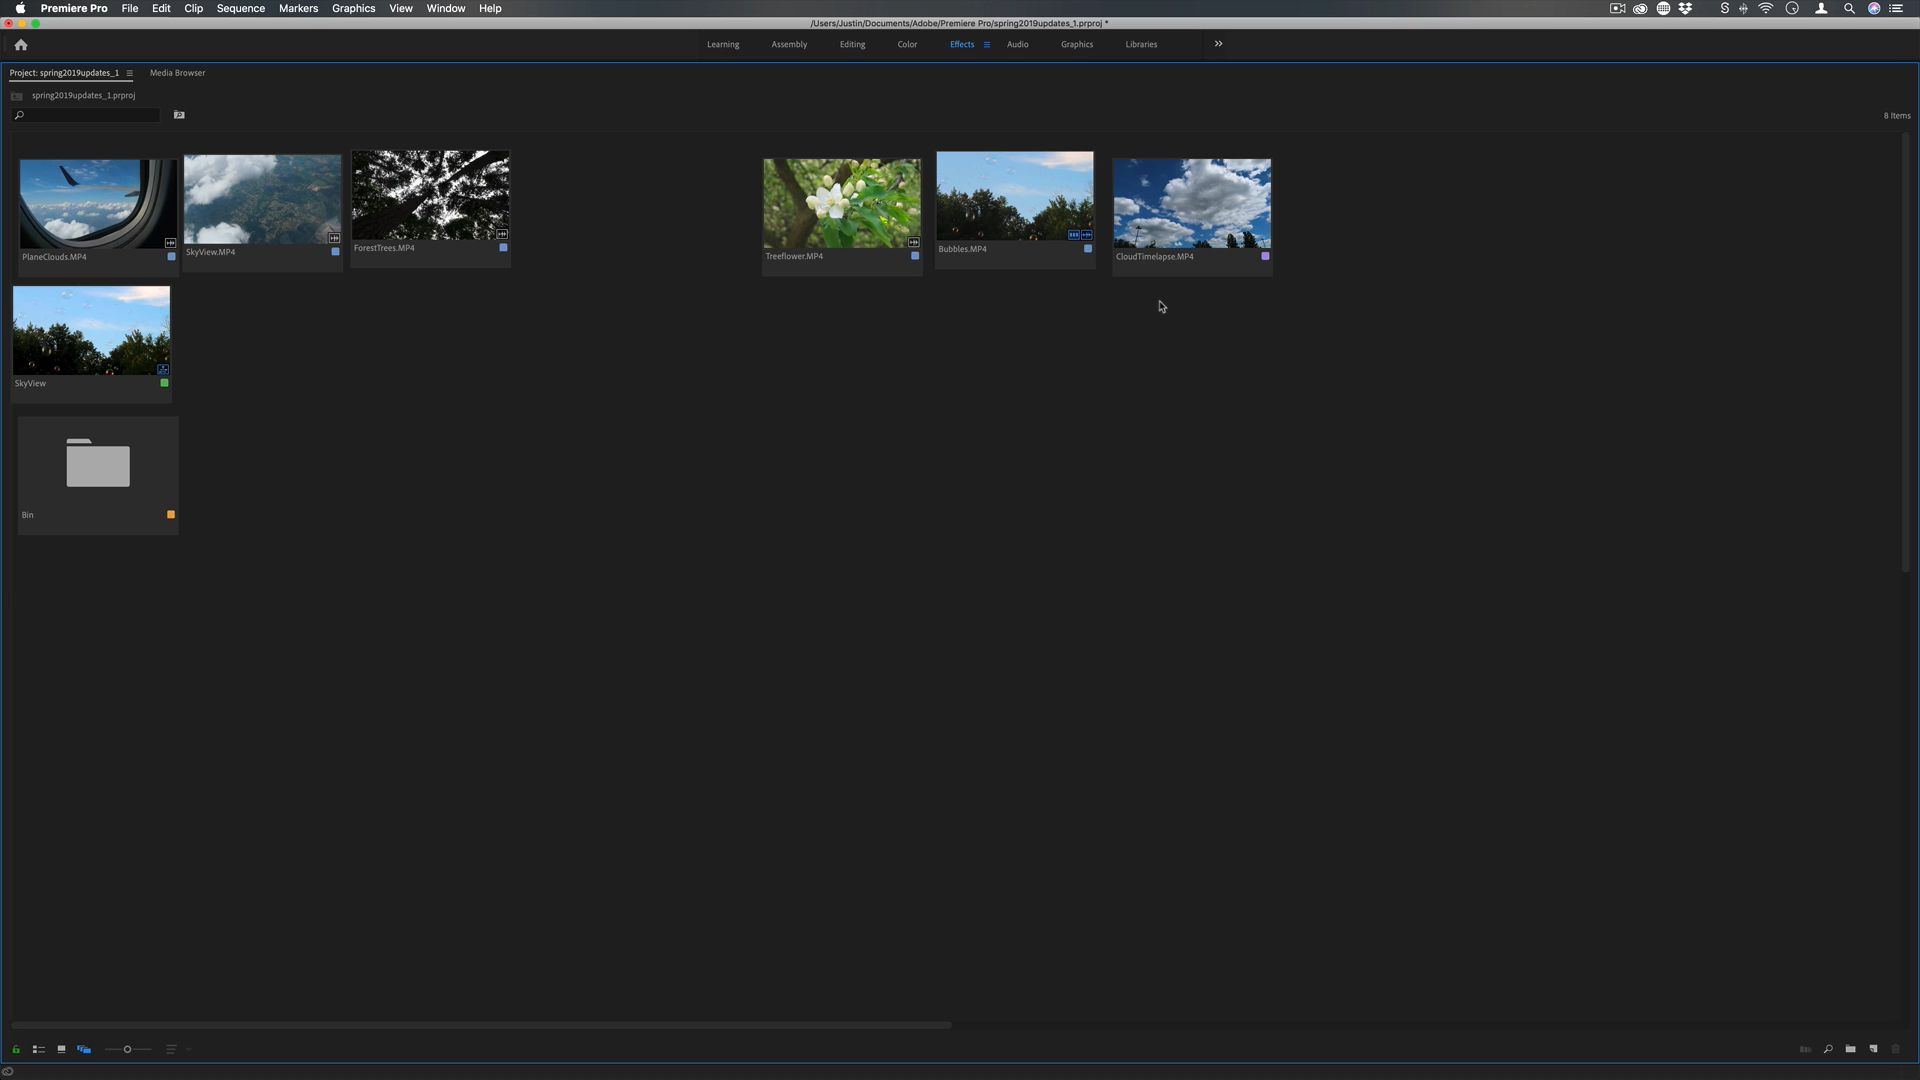 Premiere Pro File Edit Clip Sequence Markers Graphics View Window Help
/Users/Justin/Documents/Adobe/Premiere Pro/spring2019updates_1.prproj *
Learning Assembly Editing Color Effects Audio Graphics Libraries
Project: spring2019updates_1 Media Browser
spring2019updates_1.prproj
8 Items
PlaneClouds.MP4
SkyView.MP4
ForestTrees.MP4
Treeflower.MP4
Bubbles.MP4
CloudTimelapse.MP4
SkyView
Bin